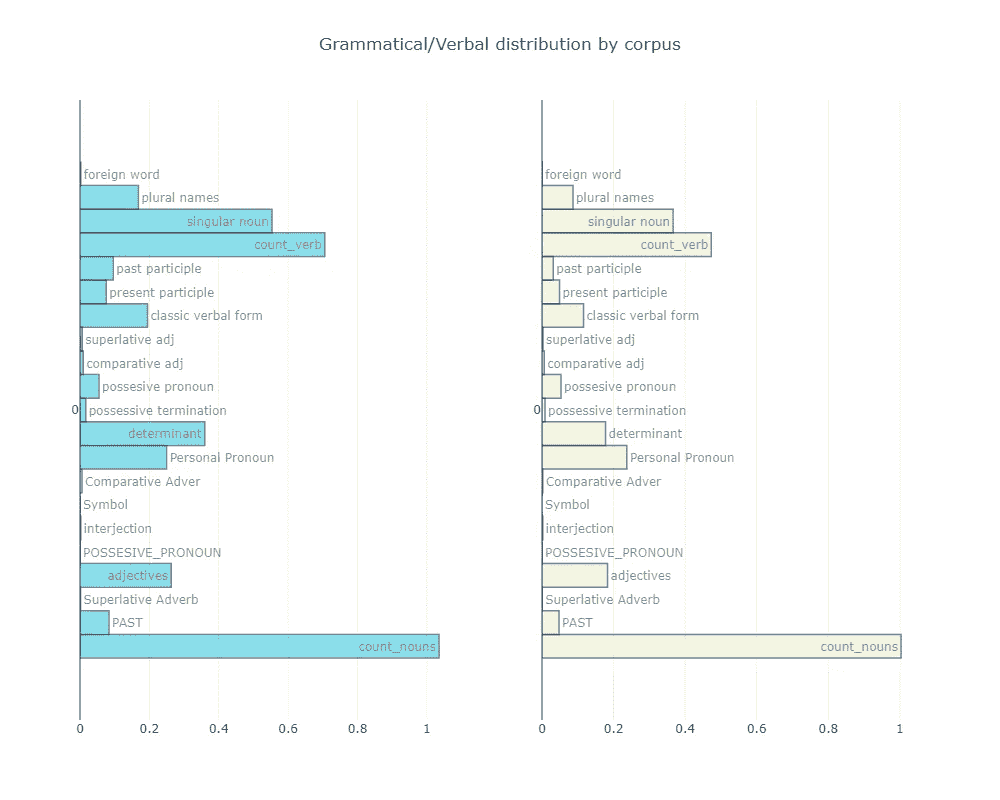 Grammatical/Verbal distribution by corpus
foreign word
plural names
singular noun
count_verb
past participle
present participle
classic verbal form
superlative adj
comparative adj
possesive pronoun
0
possessive termination
determinant
Personal Pronoun
Comparative Adver
Symbol
interjection
POSSESIVE_PRONOUN
adjectives
Superlative Adverb
PAST
count_nouns
0 0.2 0.4 0.6 0.8 1
foreign word
plural names
singular noun
count_verb
past participle
present participle
classic verbal form
superlative adj
comparative adj
possesive pronoun
0
possessive termination
determinant
Personal Pronoun
Comparative Adver
Symbol
interjection
POSSESIVE_PRONOUN
adjectives
Superlative Adverb
PAST
count_nouns
0 0.2 0.4 0.6 0.8 1